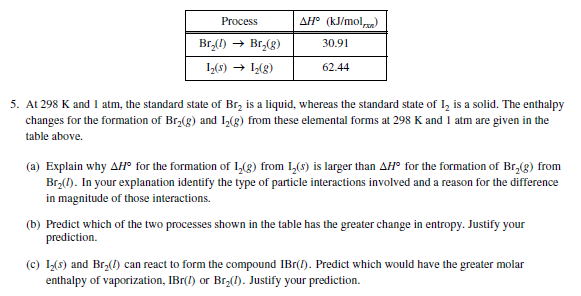 Process ΔH° (kJ/mol_rxn)
Br₂(l) → Br₂(g) 30.91
I₂(s) → I₂(g) 62.44
5. At 298 K and 1 atm, the standard state of Br₂ is a liquid, whereas the standard state of I₂ is a solid. The enthalpy
changes for the formation of Br₂(g) and I₂(g) from these elemental forms at 298 K and 1 atm are given in the
table above.
(a) Explain why ΔH° for the formation of I₂(g) from I₂(s) is larger than ΔH° for the formation of Br₂(g) from
Br₂(l). In your explanation identify the type of particle interactions involved and a reason for the difference
in magnitude of those interactions.
(b) Predict which of the two processes shown in the table has the greater change in entropy. Justify your
prediction.
(c) I₂(s) and Br₂(l) can react to form the compound IBr(l). Predict which would have the greater molar
enthalpy of vaporization, IBr(l) or Br₂(l). Justify your prediction.